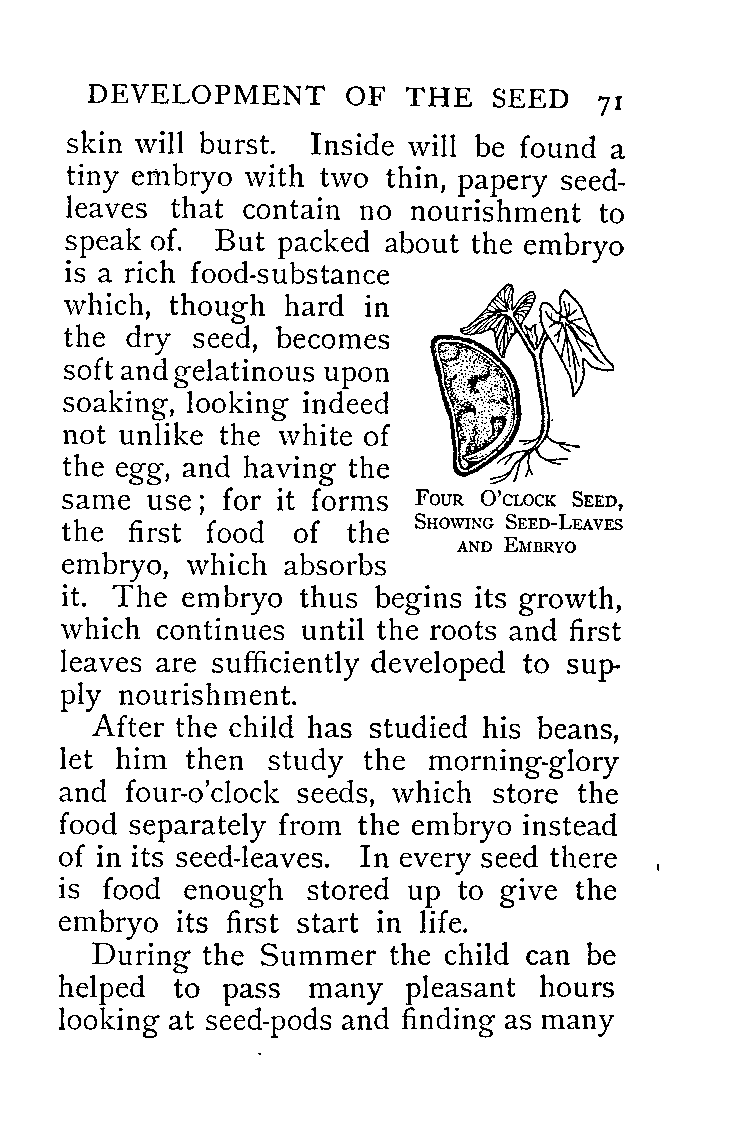 DEVELOPMENT OF THE SEED 71
skin will burst. Inside will be found a
tiny embryo with two thin, papery seed-
leaves that contain no nourishment to
speak of. But packed about the embryo
is a rich food-substance
which, though hard in
the dry seed, becomes
soft and gelatinous upon
soaking, looking indeed
not unlike the white of
the egg, and having the
same use; for it forms
the first food of the
embryo, which absorbs
FOUR O'CLOCK SEED,
SHOWING SEED-LEAVES
AND EMBRYO
it. The embryo thus begins its growth,
which continues until the roots and first
leaves are sufficiently developed to sup-
ply nourishment.
After the child has studied his beans,
let him then study the morning-glory
and four-o'clock seeds, which store the
food separately from the embryo instead
of in its seed-leaves. In every seed there
is food enough stored up to give the
embryo its first start in life.
During the Summer the child can be
helped to pass many pleasant hours
looking at seed-pods and finding as many